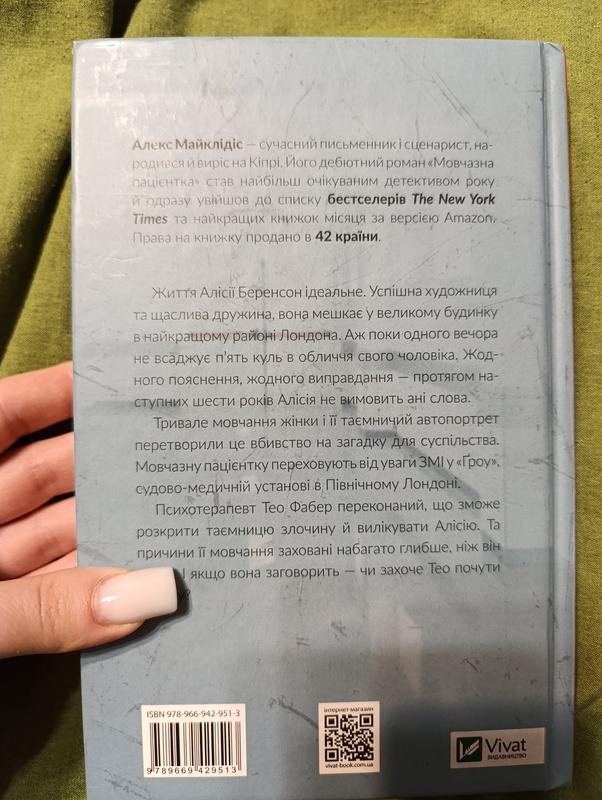 Алекс Майклідіс — сучасний письменник і сценарист, на-
родився й виріс на Кіпрі. Його дебютний роман «Мовчазна
пацієнтка» став найбільш очікуваним детективом року
й одразу увійшов до списку бестселерів The New York
Times та найкращих книжок місяця за версією Amazon.
Права на книжку продано в 42 країни.
Життя Алісії Беренсон ідеальне. Успішна художниця
та щаслива дружина, вона мешкає у великому будинку
в найкращому районі Лондона. Аж поки одного вечора
не всаджує п'ять куль в обличчя свого чоловіка. Жод-
ного пояснення, жодного виправдання — протягом на-
ступних шести років Алісія не вимовить ані слова.
Тривале мовчання жінки і її таємничий автопортрет
перетворили це вбивство на загадку для суспільства.
Мовчазну пацієнтку переховують від уваги ЗМІ у «Ґроу»,
судово-медичній установі в Північному Лондоні.
Психотерапевт Тео Фабер переконаний, що зможе
розкрити таємницю злочину й вилікувати Алісію. Та
причини її мовчання заховані набагато глибше, ніж він
І якщо вона заговорить — чи захоче Тео почути
ISBN 978-966-942-951-3
9 789669 429513
інтернет-магазин
vivat-book.com.ua
Vivat
ВИДАВНИЦТВО